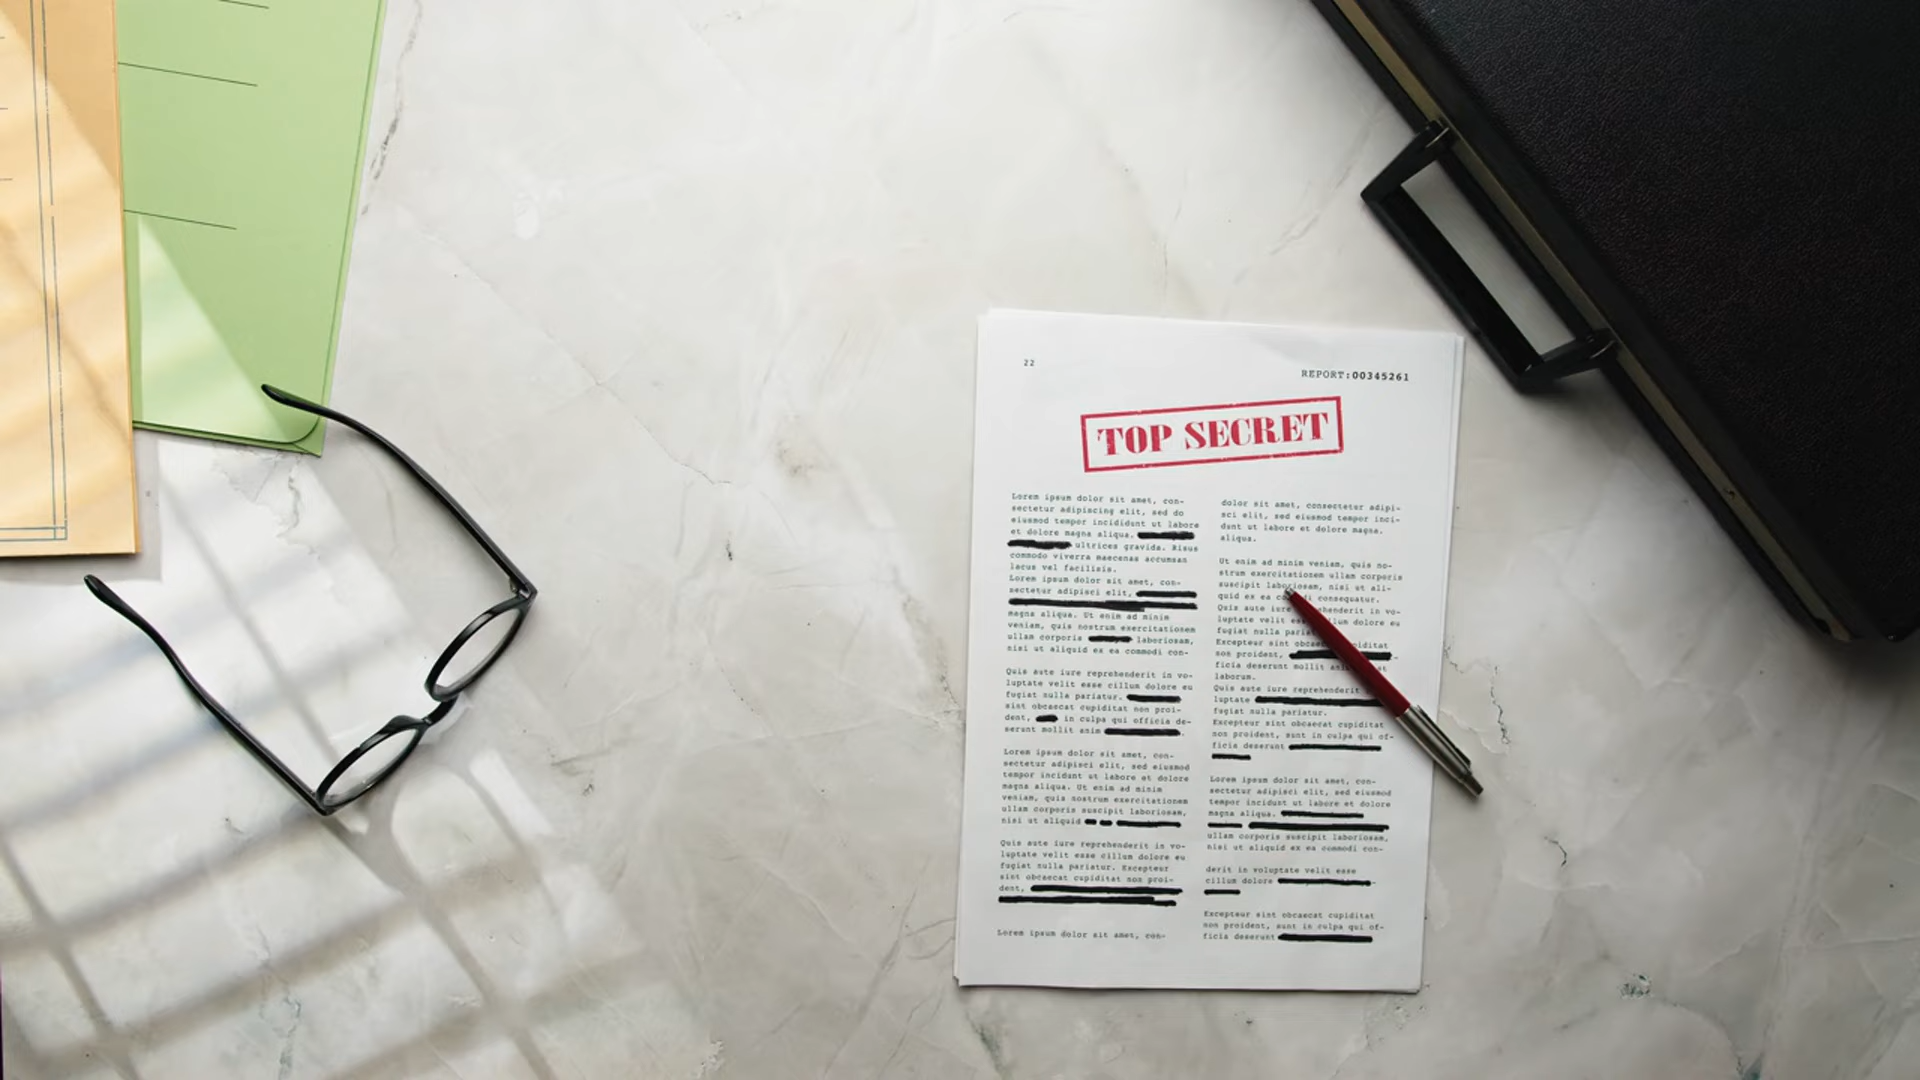 22
REPORT:00345261
TOP SECRET
Lorem ipsum dolor sit amet, con-
sectetur adipiscing elit, sed do
eiusmod tempor incididunt ut labore
et dolore magna aliqua.
ultrices gravida. Risus
commodo viverra maecenas accumsan
lacus vel facilisis.
Lorem ipsum dolor sit amet, con-
sectetur adipisci elit,
magna aliqua. Ut enim ad minim
veniam, quis nostrum exercitationem
ullam corporis laboriosam,
nisi ut aliquid ex ea commodi con-
Quis aute iure reprehenderit in vo-
luptate velit esse cillum dolore eu
fugiat nulla pariatur.
sint obcaecat cupiditat non proi-
dent, in culpa qui officia de-
serunt mollit anim .
Lorem ipsum dolor sit amet, con-
sectetur adipisci elit, sed eiusmod
tempor incidunt ut labore et dolore
magna aliqua. Ut enim ad minim
veniam, quis nostrum exercitationem
ullam corporis suscipit laboriosam,
nisi ut aliquid
Quis aute iure reprehenderit in vo-
luptate velit esse cillum dolore eu
fugiat nulla pariatur. Excepteur
sint obcaecat cupiditat non proi-
dent,
Lorem ipsum dolor sit amet, con-
dolor sit amet, consectetur adipi-
sci elit, sed eiusmod tempor inci-
dunt ut labore et dolore magna.
aliqua.
Ut enim ad minim veniam, quis no-
strum exercitationem ullam corporis
suscipit laboriosam, nisi ut ali-
quid ex ea consequatur.
Quis aute iure in vo-
luptate velit dolore eu
fugiat nulla
Excepteur sint cupiditat
non proident, -
ficia deserunt mollit
laborum.
Quis aute iure reprehenderit
luptate
fugiat nulla pariatur.
Excepteur sint obcaecat cupiditat
non proident, sunt in culpa qui of-
ficia deserunt
Lorem ipsum dolor sit amet, con-
sectetur adipisci elit, sed eiusmod
tempor incidunt ut labore et dolore
magna aliqua.
ullam corporis suscipit laboriosam,
nisi ut aliquid ex ea commodi con-
derit in voluptate velit esse
cillum dolore -
Excepteur sint obcaecat cupiditat
non proident, sunt in culpa qui of-
ficia deserunt